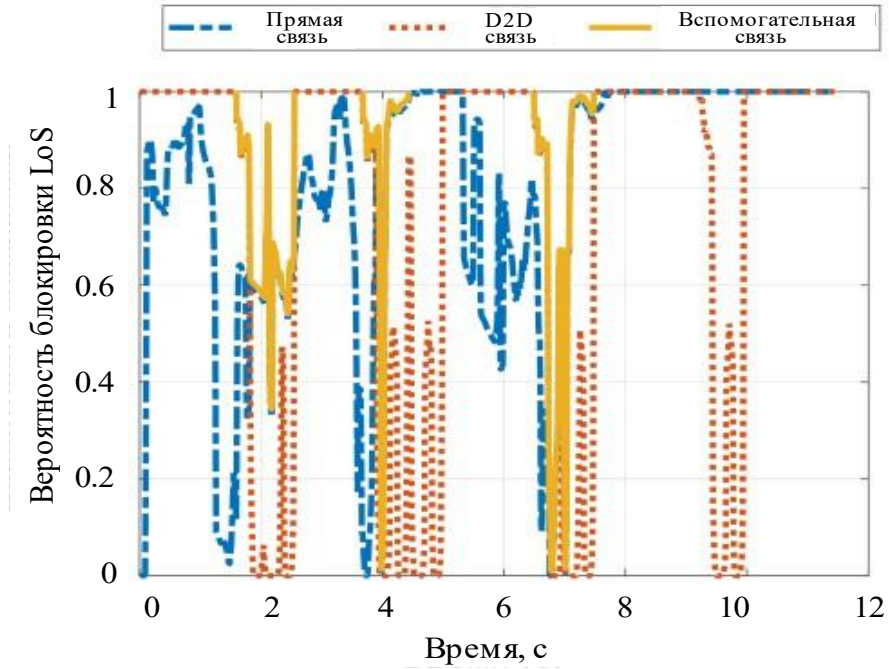 Прямая связь
D2D связь
Вспомогательная связь
Вероятность блокировки LoS
1
0.8
0.6
0.4
0.2
0
0 2 4 6 8 10 12
Время, с